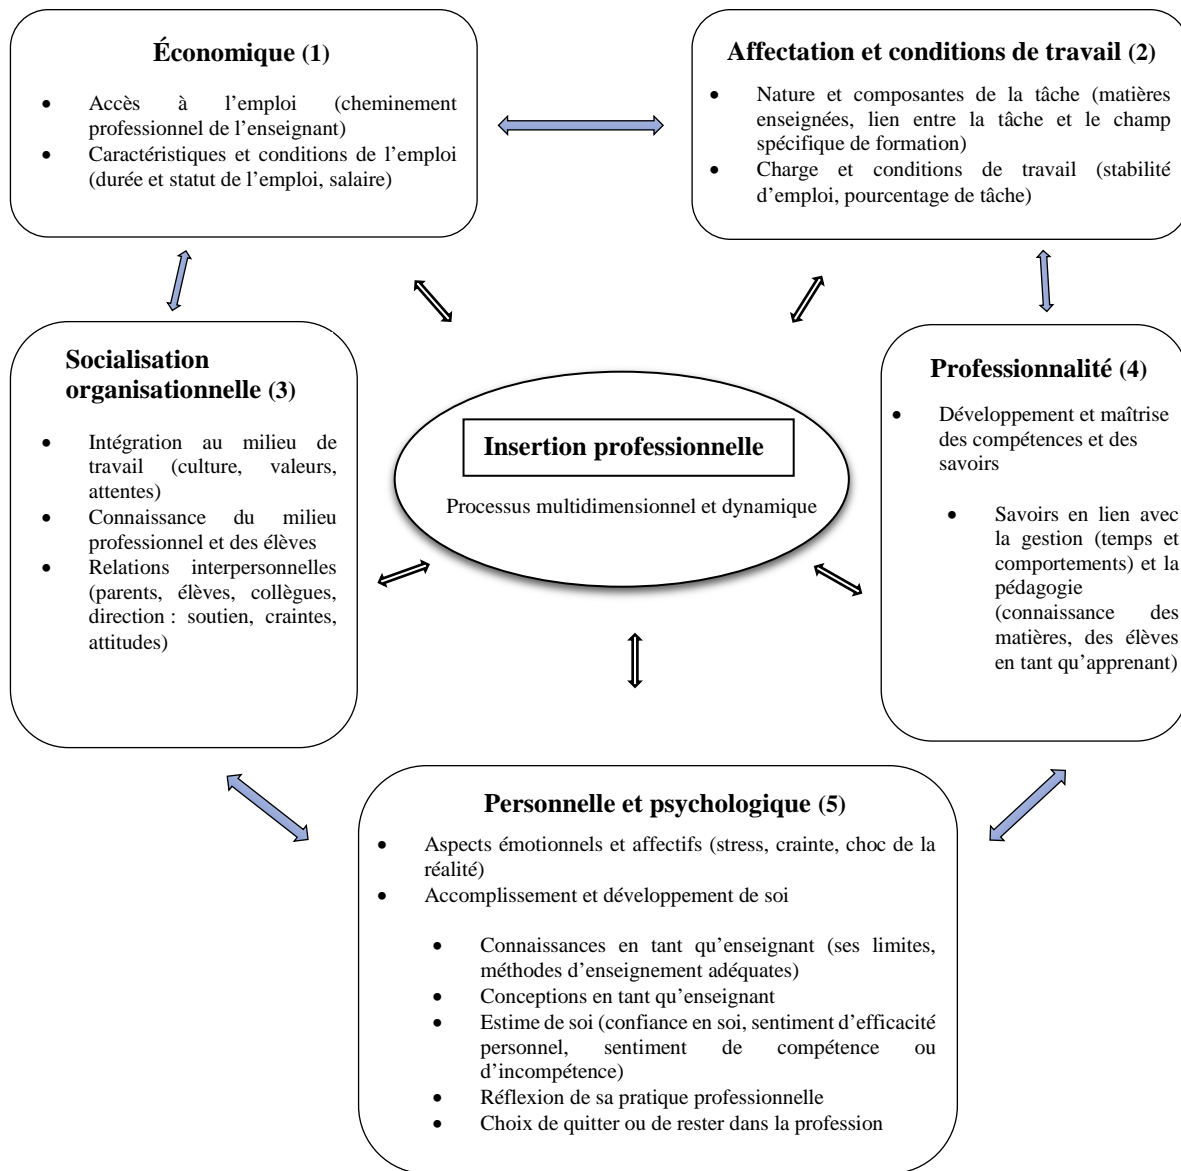 Économique (1)
• Accès à l'emploi (cheminement
professionnel de l'enseignant)
• Caractéristiques et conditions de l'emploi
(durée et statut de l'emploi, salaire)
Affectation et conditions de travail (2)
• Nature et composantes de la tâche (matières
enseignées, lien entre la tâche et le champ
spécifique de formation)
• Charge et conditions de travail (stabilité
d'emploi, pourcentage de tâche)
Socialisation
organisationnelle (3)
• Intégration au milieu de
travail (culture, valeurs,
attentes)
• Connaissance du milieu
professionnel et des élèves
• Relations interpersonnelles
(parents, élèves, collègues,
direction : soutien, craintes,
attitudes)
Insertion professionnelle
Processus multidimensionnel et dynamique
Professionnalité (4)
• Développement et maîtrise
des compétences et des
savoirs
• Savoirs en lien avec
la gestion (temps et
comportements) et la
pédagogie
(connaissance des
matières, des élèves
en tant qu'apprenant)
Personnelle et psychologique (5)
• Aspects émotionnels et affectifs (stress, crainte, choc de la
réalité)
• Accomplissement et développement de soi
• Connaissances en tant qu'enseignant (ses limites,
méthodes d'enseignement adéquates)
• Conceptions en tant qu'enseignant
• Estime de soi (confiance en soi, sentiment d'efficacité
personnel, sentiment de compétence ou
d'incompétence)
• Réflexion de sa pratique professionnelle
• Choix de quitter ou de rester dans la profession